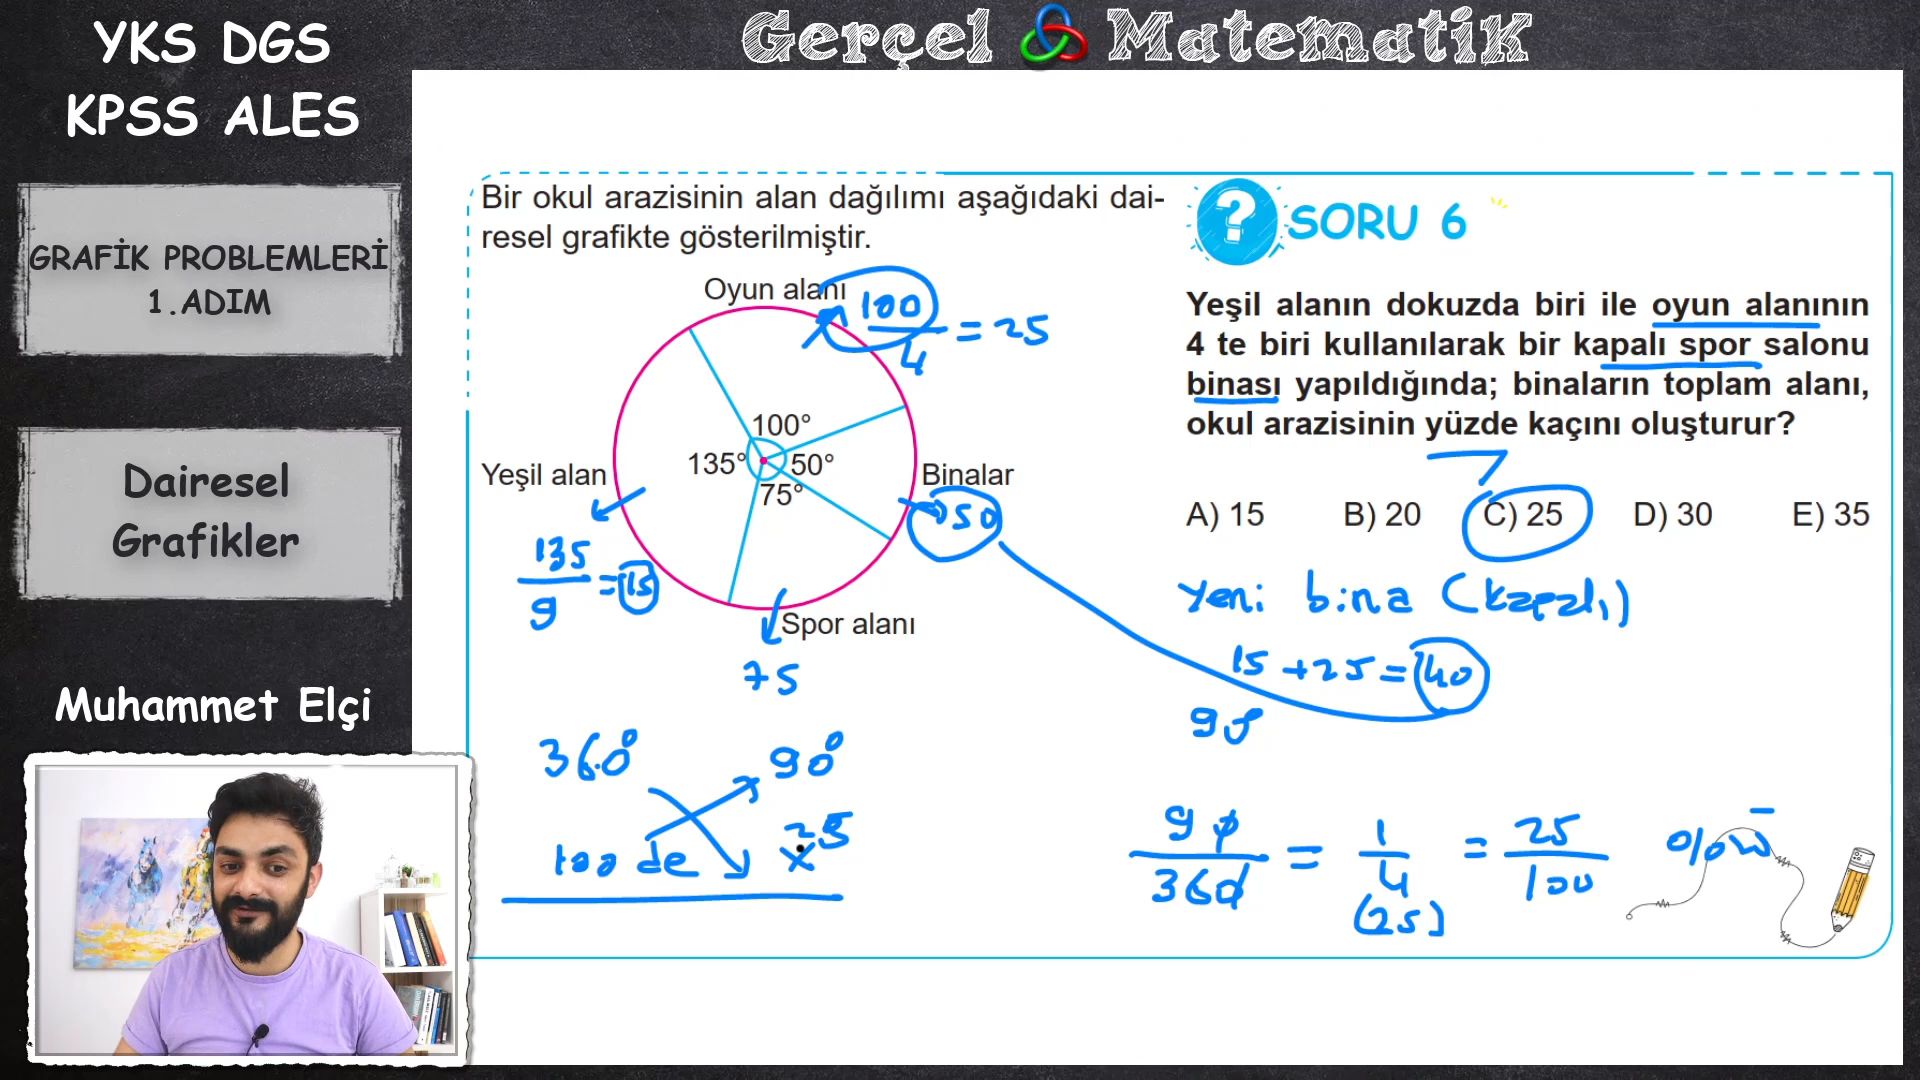 YKS DGS
KPSS ALES
Gerçel Matematik
GRAFİK PROBLEMLERİ
1.ADIM
Dairesel
Grafikler
Muhammet Elçi
Bir okul arazisinin alan dağılımı aşağıdaki dai-
resel grafikte gösterilmiştir.
Oyun alanı
100/4 = 25
100°
135°
50°
75°
Yeşil alan
Binalar
50
135/9 = 15
Spor alanı
75
360° 90°
100 de x 25
? SORU 6
Yeşil alanın dokuzda biri ile oyun alanının
4 te biri kullanılarak bir kapalı spor salonu
binası yapıldığında; binaların toplam alanı,
okul arazisinin yüzde kaçını oluşturur?
A) 15 B) 20 C) 25 D) 30 E) 35
Yeni bina (kapalı)
15 + 25 = 40
90
90/360 = 1/4 = 25/100
(25)